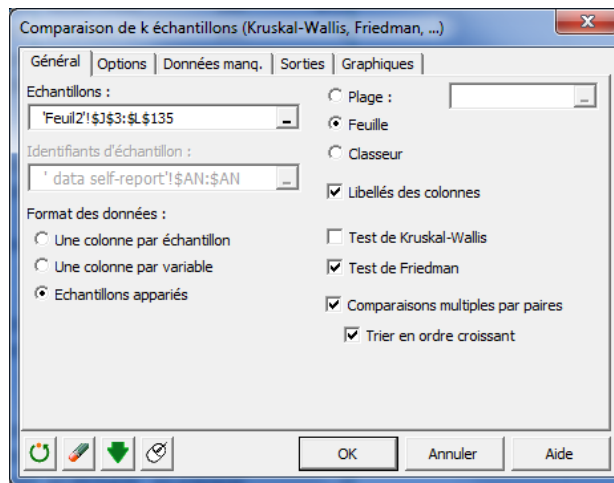 Comparaison de k échantillons (Kruskal-Wallis, Friedman, ...)
Général
Options
Données manq.
Sorties
Graphiques
Echantillons :
'Feuil2'!$J$3:$L$135
Identifiants d'échantillon :
' data self-report'!$AN:$AN
Format des données :
Une colonne par échantillon
Une colonne par variable
Echantillons appariés
Plage :
Feuille
Classeur
Libellés des colonnes
Test de Kruskal-Wallis
Test de Friedman
Comparaisons multiples par paires
Trier en ordre croissant
OK
Annuler
Aide